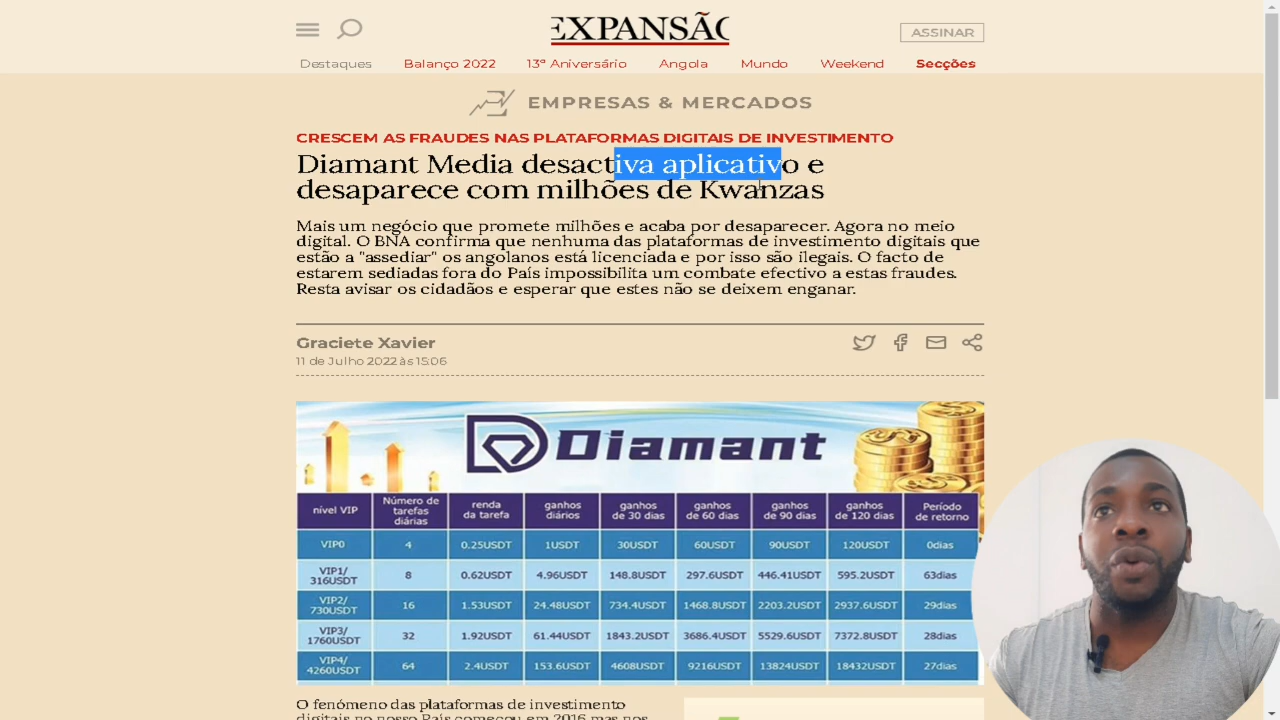 EXPANSÃO
ASSINAR
Destaques Balanço 2022 13º Aniversário Angola Mundo Weekend Secções
EMPRESAS & MERCADOS
CRESCEM AS FRAUDES NAS PLATAFORMAS DIGITAIS DE INVESTIMENTO
Diamant Media desactiva aplicativo e
desaparece com milhões de Kwanzas
Mais um negócio que promete milhões e acaba por desaparecer. Agora no meio
digital. O BNA confirma que nenhuma das plataformas de investimento digitais que
estão a "assediar" os angolanos está licenciada e por isso são ilegais. O facto de
estarem sediadas fora do País impossibilita um combate efectivo a estas fraudes.
Resta avisar os cidadãos e esperar que estes não se deixem enganar.
Graciete Xavier
11 de Julho 2022 às 15:06
Diamant
nível VIP Número de tarefas diárias renda da tarefa ganhos diários ganhos de 30 dias ganhos de 60 dias ganhos de 90 dias ganhos de 120 dias Período de retorno
VIP0 4 0.25USDT 1USDT 30USDT 60USDT 90USDT 120USDT 0dias
VIP1/ 316USDT 8 0.62USDT 4.96USDT 148.8USDT 297.6USDT 446.41USDT 595.2USDT 63dias
VIP2/ 730USDT 16 1.53USDT 24.48USDT 734.4USDT 1468.8USDT 2203.2USDT 2937.6USDT 29dias
VIP3/ 1760USDT 32 1.92USDT 61.44USDT 1843.2USDT 3686.4USDT 5529.6USDT 7372.8USDT 28dias
VIP4/ 4260USDT 64 2.4USDT 153.6USDT 4608USDT 9216USDT 13824USDT 18432USDT 27dias
O fenómeno das plataformas de investimento
digitais no nosso País começou em 2016 mas nos